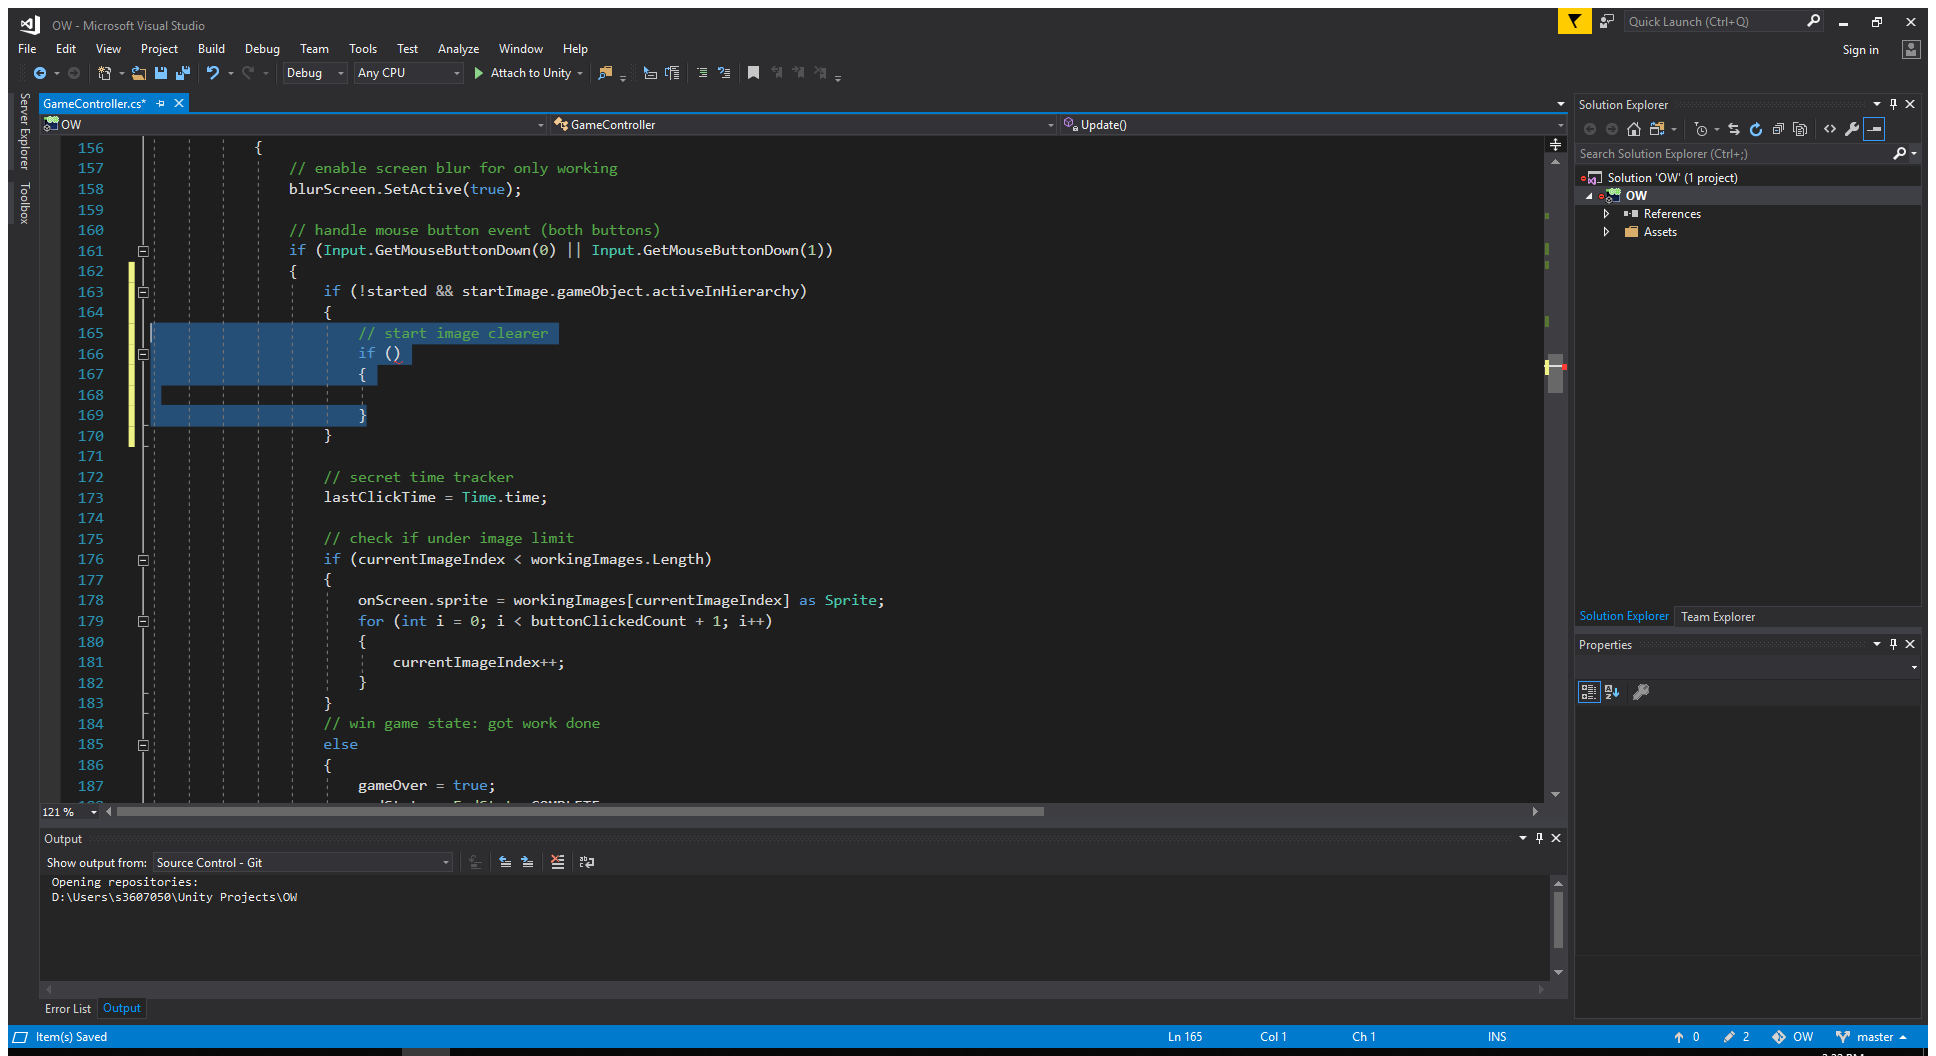 OW - Microsoft Visual Studio
Quick Launch (Ctrl+Q)
File Edit View Project Build Debug Team Tools Test Analyze Window Help
Sign in
Debug Any CPU Attach to Unity
Server Explorer
Toolbox
GameController.cs*
OW GameController Update()
156 {
157 // enable screen blur for only working
158 blurScreen.SetActive(true);
159
160 // handle mouse button event (both buttons)
161 if (Input.GetMouseButtonDown(0) || Input.GetMouseButtonDown(1))
162 {
163 if (!started && startImage.gameObject.activeInHierarchy)
164 {
165 // start image clearer
166 if ()
167 {
168
169 }
170 }
171
172 // secret time tracker
173 lastClickTime = Time.time;
174
175 // check if under image limit
176 if (currentImageIndex < workingImages.Length)
177 {
178 onScreen.sprite = workingImages[currentImageIndex] as Sprite;
179 for (int i = 0; i < buttonClickedCount + 1; i++)
180 {
181 currentImageIndex++;
182 }
183 }
184 // win game state: got work done
185 else
186 {
187 gameOver = true;
121 %
Output
Show output from: Source Control - Git
Opening repositories:
D:\Users\s3607050\Unity Projects\OW
Error List Output
Solution Explorer
Search Solution Explorer (Ctrl+;)
Solution 'OW' (1 project)
OW
References
Assets
Solution Explorer Team Explorer
Properties
Item(s) Saved Ln 165 Col 1 Ch 1 INS 0 2 OW master